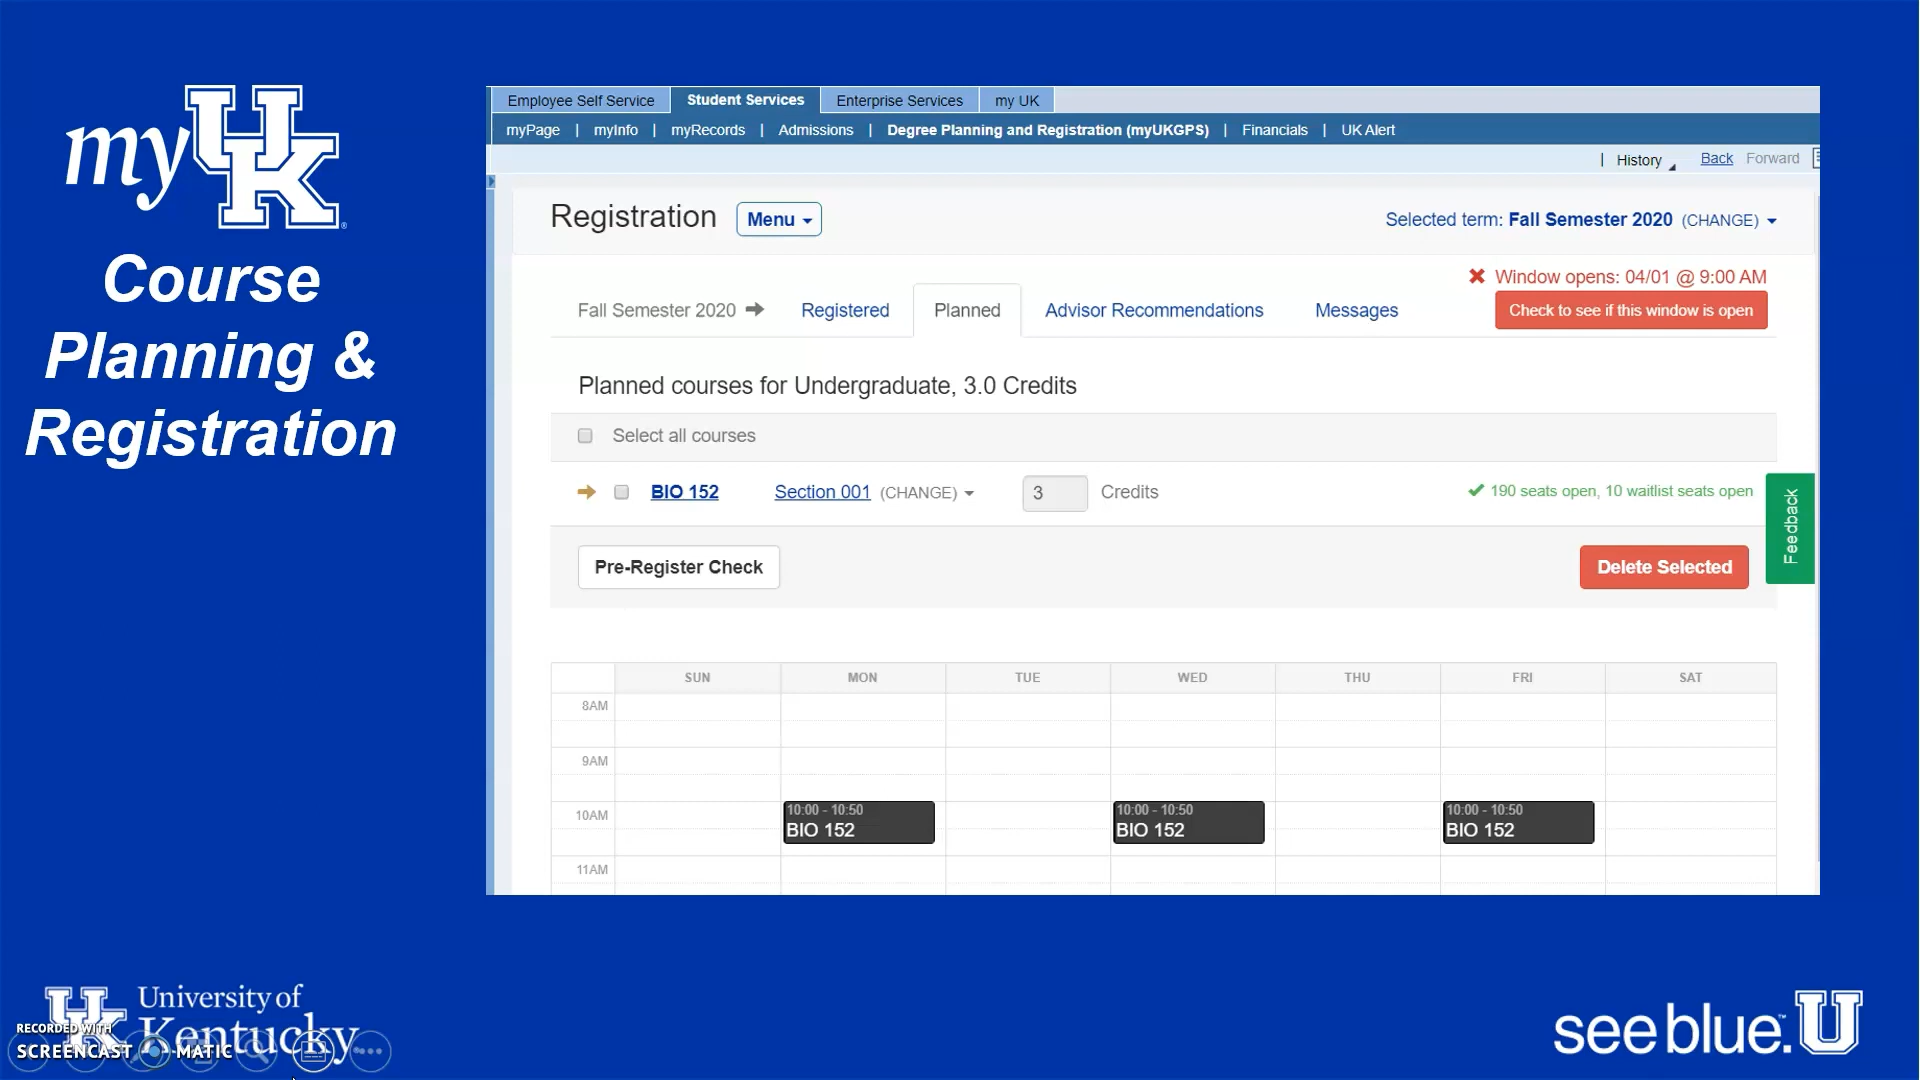 my UK
Course
Planning &
Registration
Employee Self Service Student Services Enterprise Services my UK
myPage | myInfo | myRecords | Admissions | Degree Planning and Registration (myUKGPS) | Financials | UK Alert
| History Back Forward
Registration Menu Selected term: Fall Semester 2020 (CHANGE)
Window opens: 04/01 @ 9:00 AM
Fall Semester 2020 Registered Planned Advisor Recommendations Messages Check to see if this window is open
Planned courses for Undergraduate, 3.0 Credits
Select all courses
BIO 152 Section 001 (CHANGE) 3 Credits 190 seats open, 10 waitlist seats open
Feedback
Pre-Register Check Delete Selected
SUN MON TUE WED THU FRI SAT
8AM
9AM
10AM
10:00 - 10:50 10:00 - 10:50 10:00 - 10:50
BIO 152 BIO 152 BIO 152
11AM
UK University of
Kentucky
RECORDED WITH
SCREENCAST MATIC
see blue.™ U